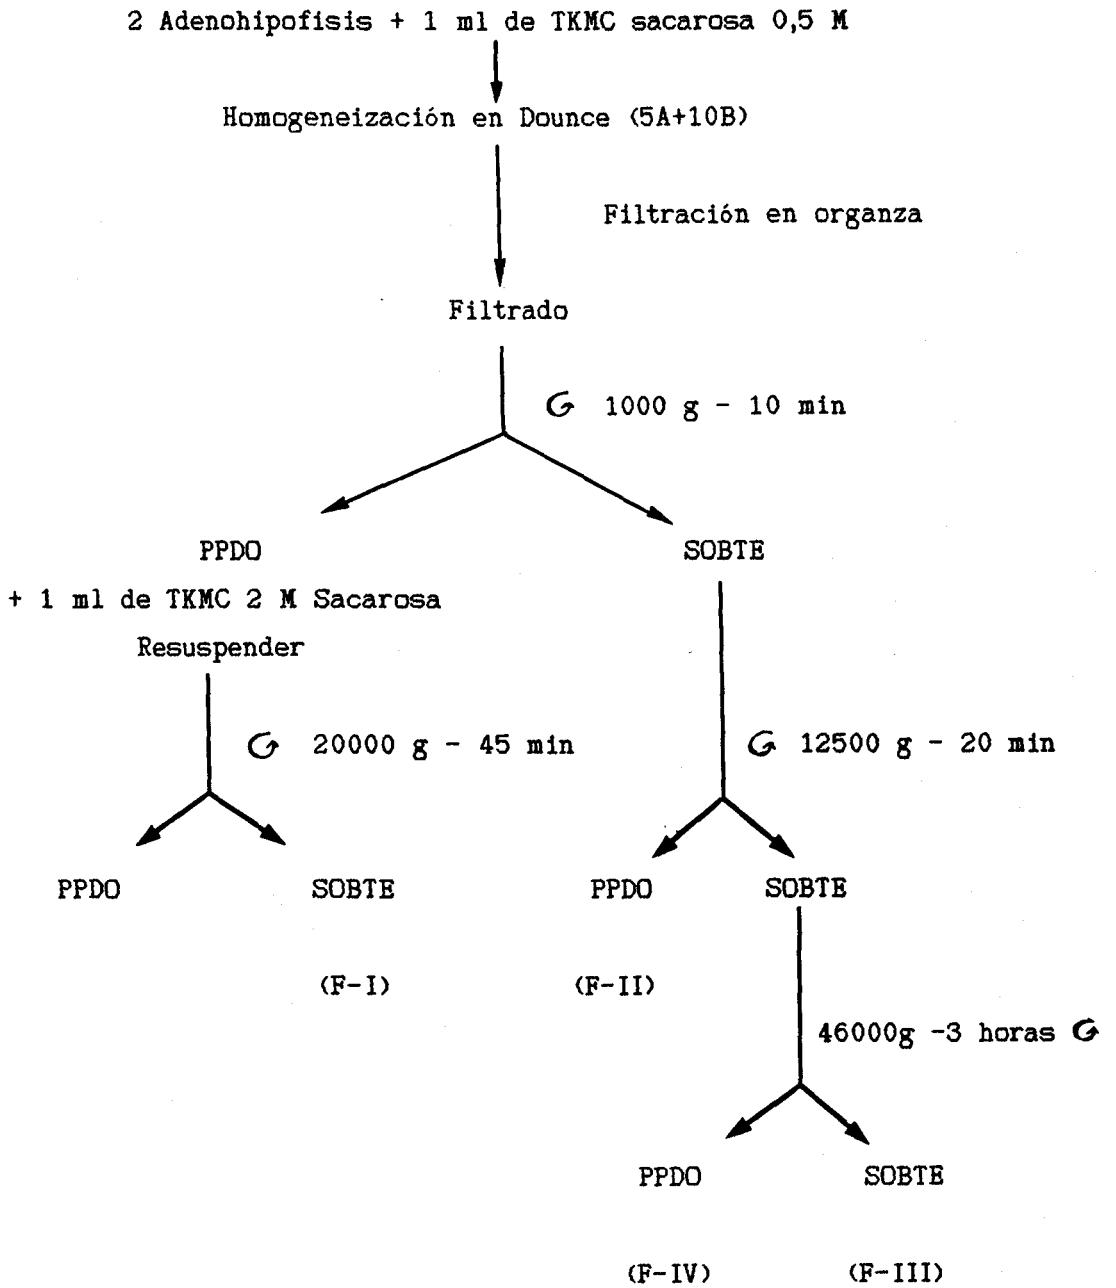 2 Adenohipofisis + 1 ml de TKMC sacarosa 0,5 M
Homogeneización en Dounce (5A+10B)
Filtración en organza
Filtrado
1000 g - 10 min
PPDO
SOBTE
+ 1 ml de TKMC 2 M Sacarosa
Resuspender
20000 g - 45 min
12500 g - 20 min
PPDO
SOBTE
PPDO
SOBTE
(F-I)
(F-II)
46000g -3 horas
PPDO
SOBTE
(F-IV)
(F-III)